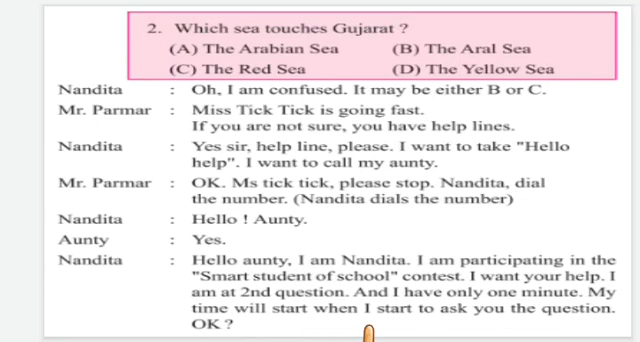 2. Which sea touches Gujarat ?
(A) The Arabian Sea (B) The Aral Sea
(C) The Red Sea (D) The Yellow Sea
Nandita : Oh, I am confused. It may be either B or C.
Mr. Parmar : Miss Tick Tick is going fast.
If you are not sure, you have help lines.
Nandita : Yes sir, help line, please. I want to take "Hello
help". I want to call my aunty.
Mr. Parmar : OK. Ms tick tick, please stop. Nandita, dial
the number. (Nandita dials the number)
Nandita : Hello ! Aunty.
Aunty : Yes.
Nandita : Hello aunty, I am Nandita. I am participating in the
"Smart student of school" contest. I want your help. I
am at 2nd question. And I have only one minute. My
time will start when I start to ask you the question.
OK ?